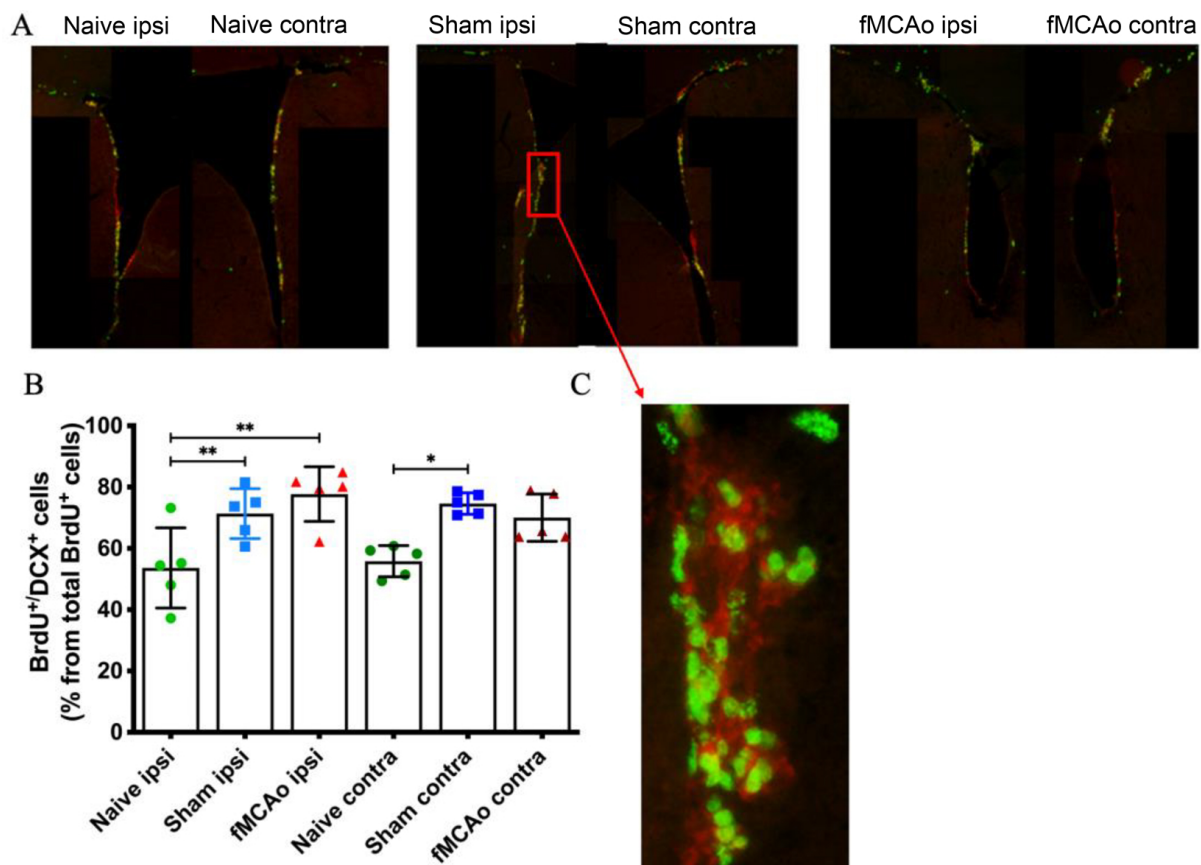 A
Naive ipsi
Naive contra
Sham ipsi
Sham contra
fMCAo ipsi
fMCAo contra
B
BrdU⁺/DCX⁺ cells
(% from total BrdU⁺ cells)
100
80
60
40
20
0
**
**
*
Naive ipsi
Sham ipsi
fMCAo ipsi
Naive contra
Sham contra
fMCAo contra
C